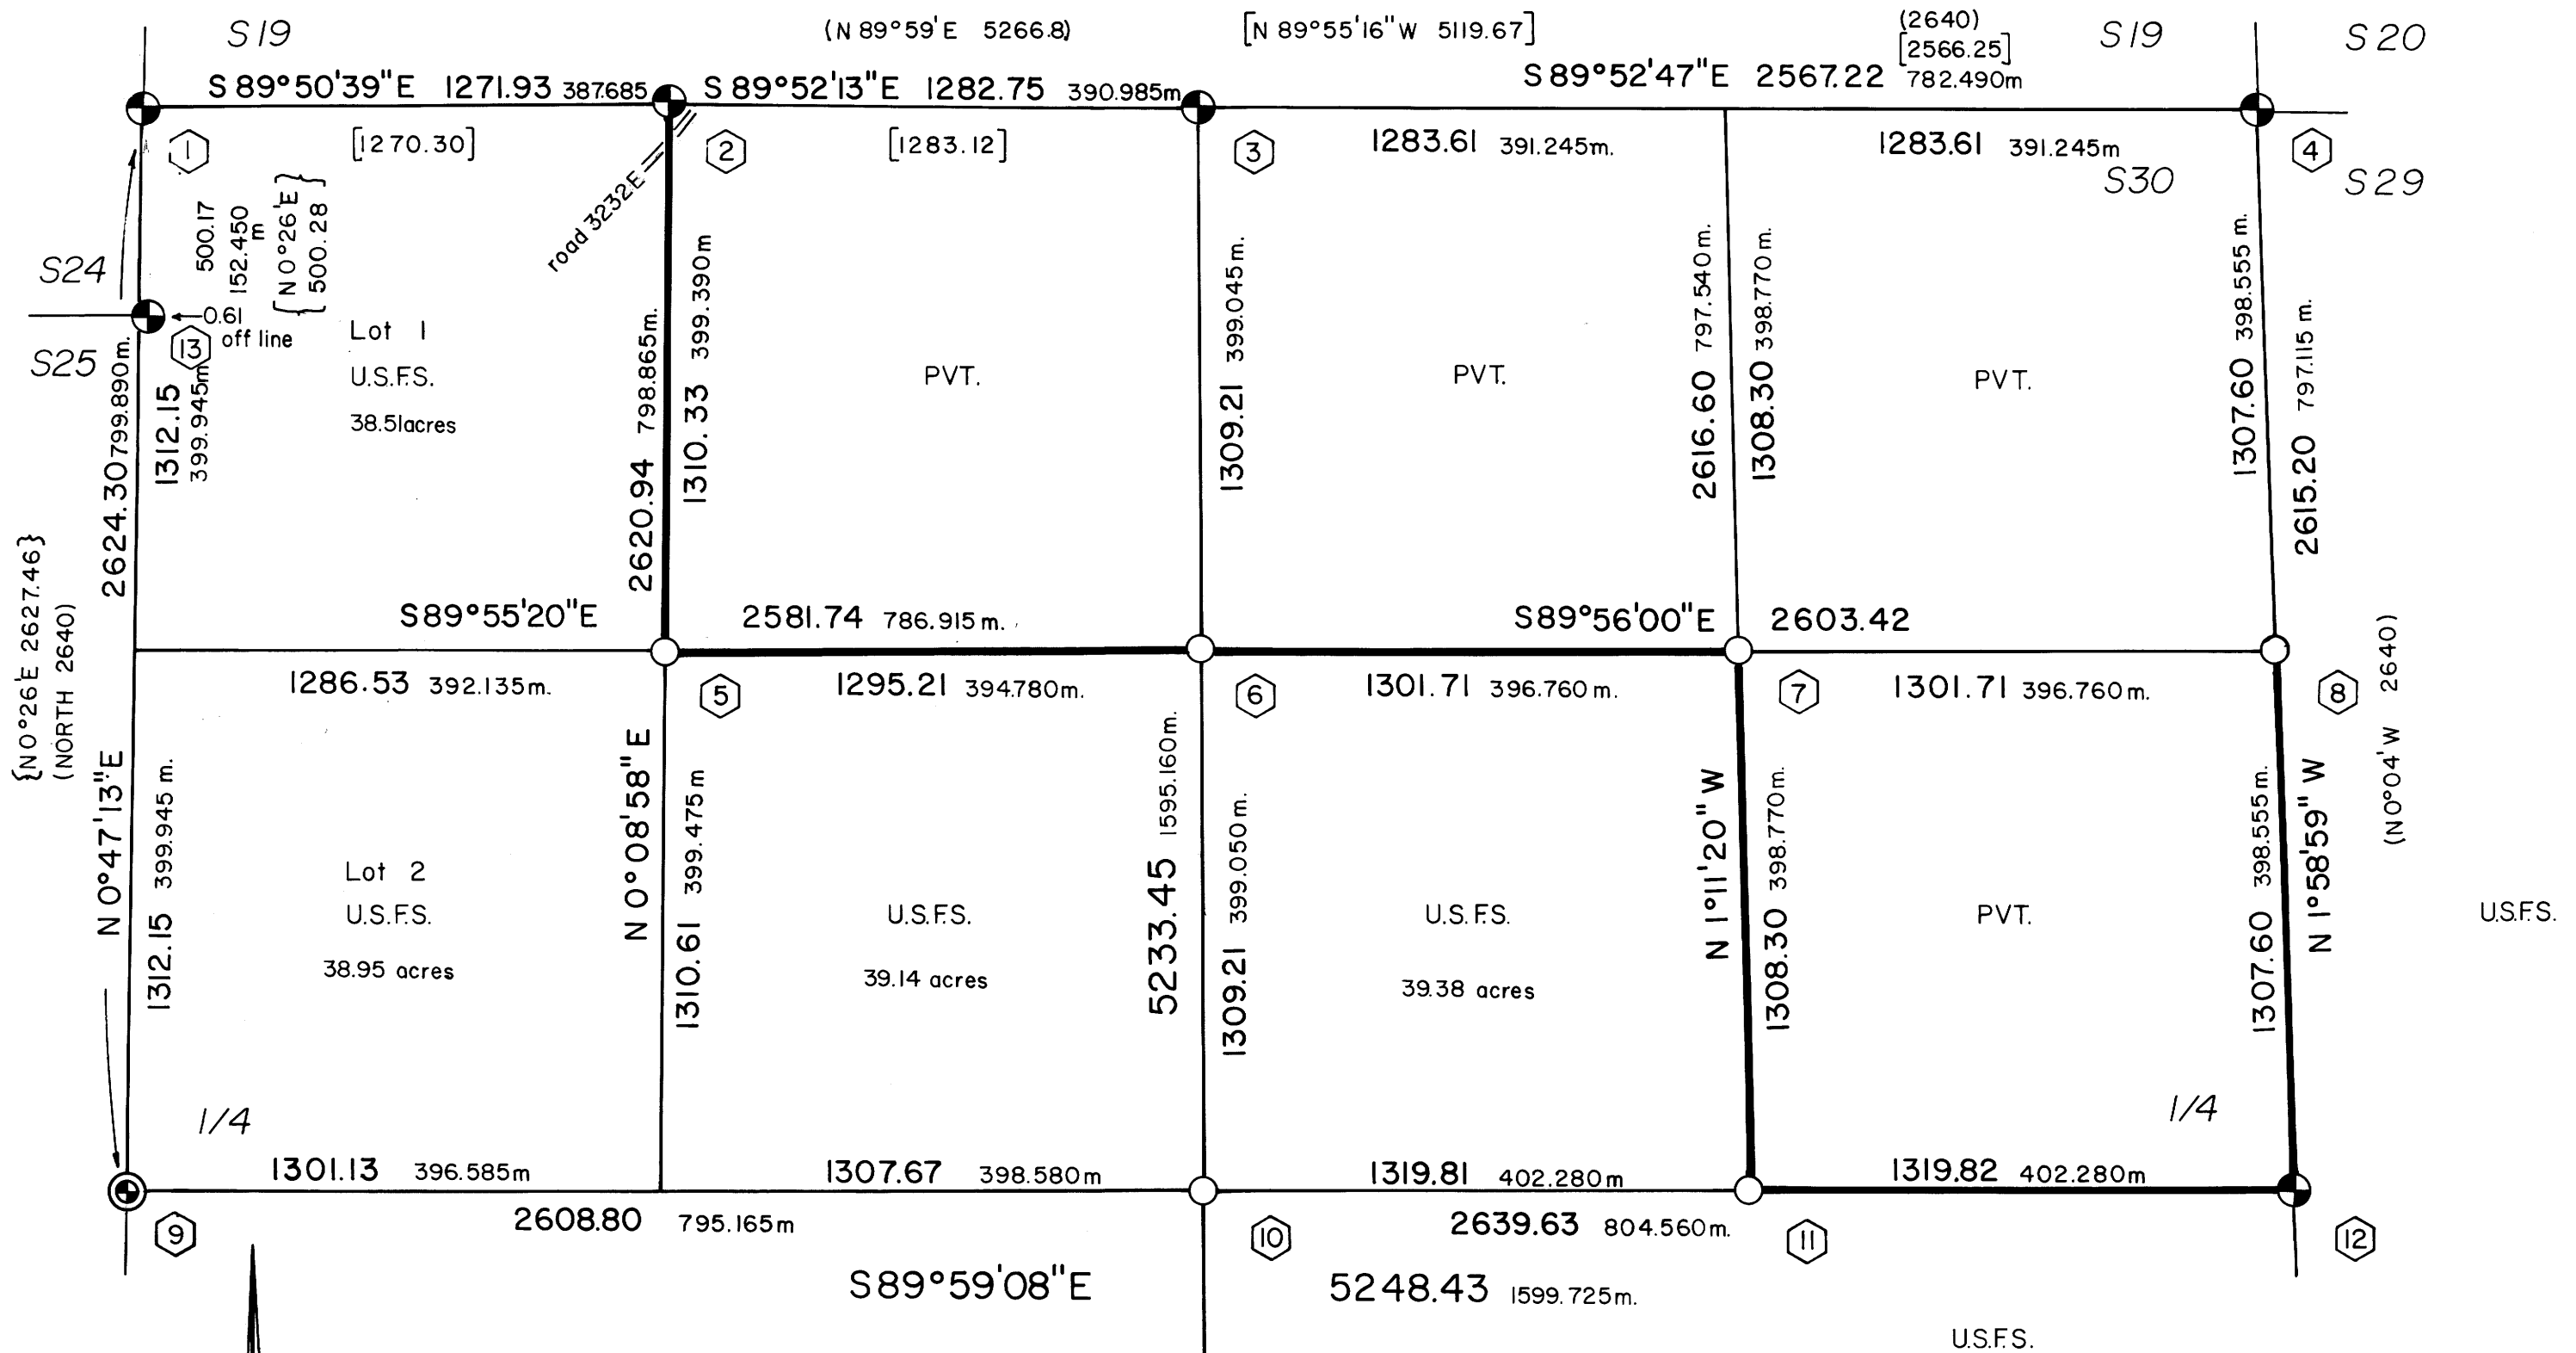 S19
(N 89°59'E 5266.8)
[N 89°55'16"W 5119.67]
(2640)
[2566.25]
S19
S20
S 89°50'39"E 1271.93 387.685
S 89°52'13"E 1282.75 390.985m
S 89°52'47"E 2567.22 782.490m
1
[1270.30]
2
[1283.12]
3
1283.61 391.245m.
1283.61 391.245m
4
S30
S29
road 3232E
500.17
152.450
m
{N 0°26'E}
{500.28}
S24
0.61
off line
13
S25
Lot 1
U.S.F.S.
38.51acres
PVT.
PVT.
PVT.
2624.30 799.890m.
1312.15
399.945m
2620.94 798.865m.
1310.33 399.390m
1309.21 399.045m.
2616.60 797.540m.
1308.30 398.770m.
1307.60 398.555m.
2615.20 797.115m.
{N0°26'E 2627.46}
(NORTH 2640)
S89°55'20"E 2581.74 786.915m.
S89°56'00"E 2603.42
1286.53 392.135m.
5
1295.21 394.780m.
6
1301.71 396.760m.
7
1301.71 396.760m.
8
(N0°04'W 2640)
N 0°47'13"E
1312.15 399.945m.
N 0°08'58"E
1310.61 399.475m
5233.45 1595.160m.
1309.21 399.050m.
N 1°11'20"W
1308.30 398.770m.
1307.60 398.555m.
N 1°58'59"W
Lot 2
U.S.F.S.
38.95 acres
U.S.F.S.
39.14 acres
U.S.F.S.
39.38 acres
PVT.
U.S.F.S.
1/4
1/4
1301.13 396.585m
1307.67 398.580m
1319.81 402.280m
1319.82 402.280m
9
2608.80 795.165m
10
2639.63 804.560m.
11
12
S89°59'08"E
5248.43 1599.725m.
U.S.F.S.